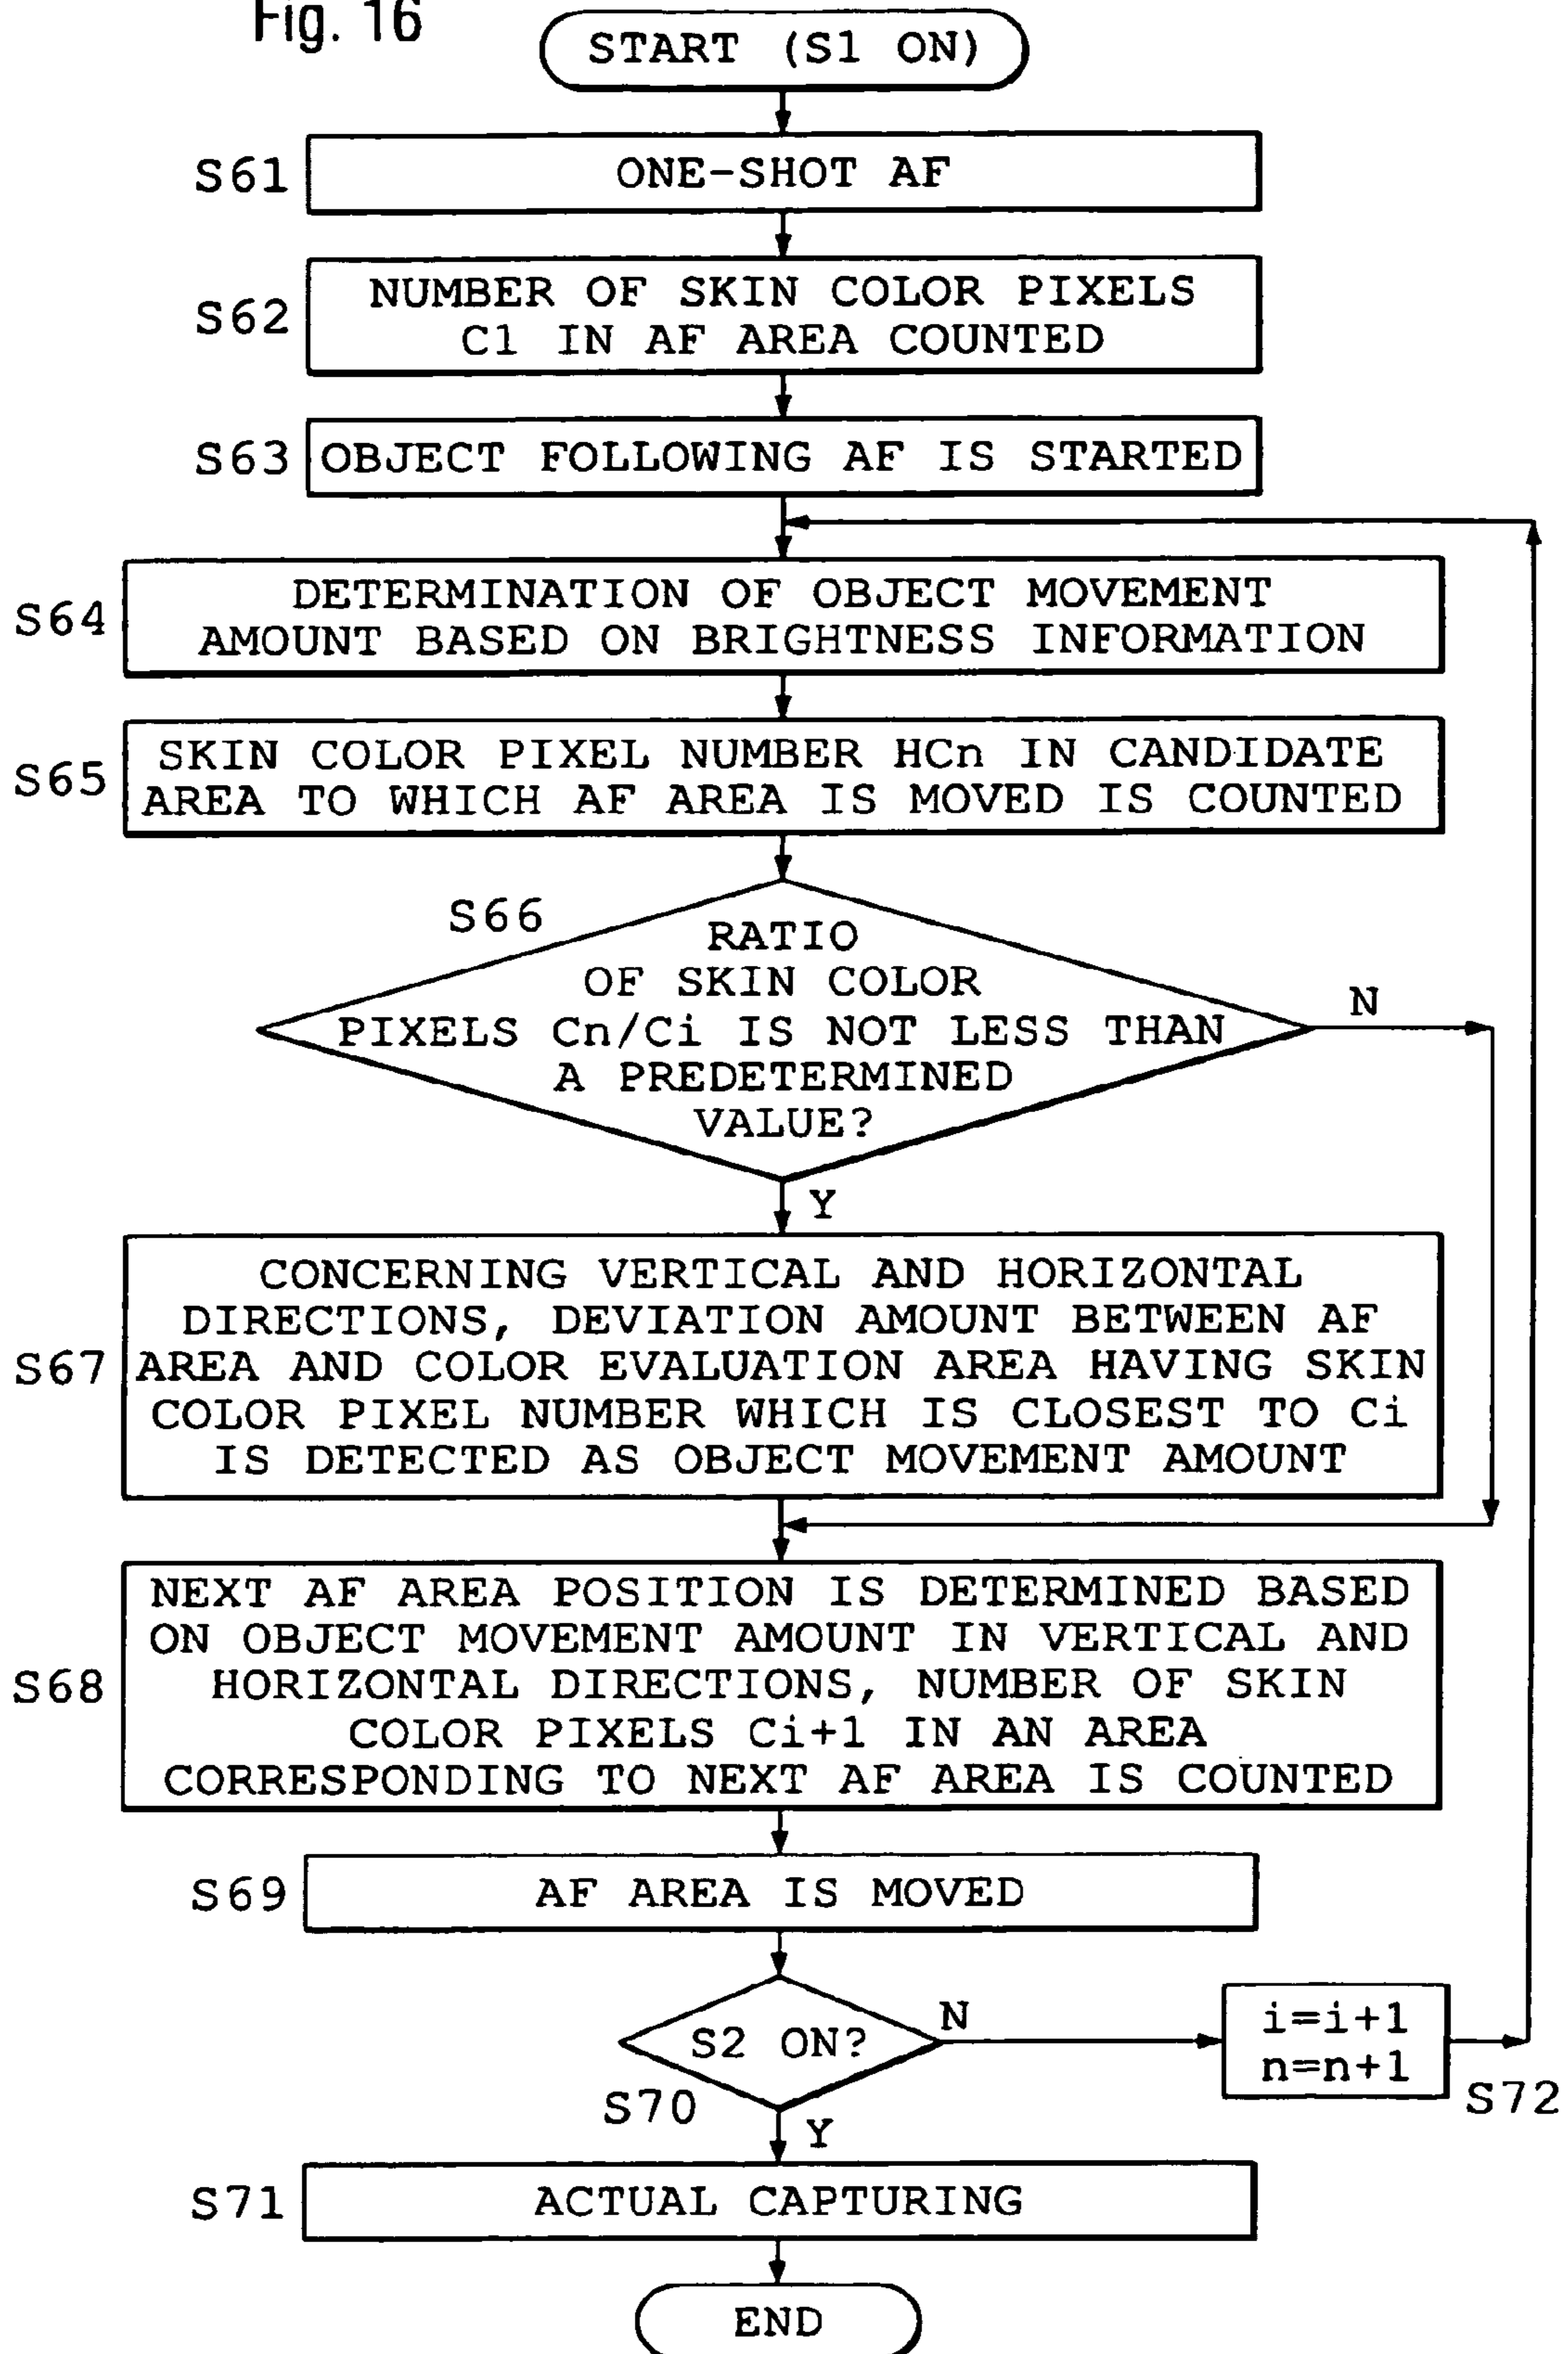 Fig. 16
START (S1 ON)
S61
ONE-SHOT AF
S62
NUMBER OF SKIN COLOR PIXELS
C1 IN AF AREA COUNTED
S63
OBJECT FOLLOWING AF IS STARTED
S64
DETERMINATION OF OBJECT MOVEMENT
AMOUNT BASED ON BRIGHTNESS INFORMATION
S65
SKIN COLOR PIXEL NUMBER HCn IN CANDIDATE
AREA TO WHICH AF AREA IS MOVED IS COUNTED
S66
RATIO
OF SKIN COLOR
PIXELS Cn/Ci IS NOT LESS THAN
A PREDETERMINED
VALUE?
N
Y
S67
CONCERNING VERTICAL AND HORIZONTAL
DIRECTIONS, DEVIATION AMOUNT BETWEEN AF
AREA AND COLOR EVALUATION AREA HAVING SKIN
COLOR PIXEL NUMBER WHICH IS CLOSEST TO Ci
IS DETECTED AS OBJECT MOVEMENT AMOUNT
S68
NEXT AF AREA POSITION IS DETERMINED BASED
ON OBJECT MOVEMENT AMOUNT IN VERTICAL AND
HORIZONTAL DIRECTIONS, NUMBER OF SKIN
COLOR PIXELS Ci+1 IN AN AREA
CORRESPONDING TO NEXT AF AREA IS COUNTED
S69
AF AREA IS MOVED
S70
S2 ON?
N
i=i+1
n=n+1
S72
Y
S71
ACTUAL CAPTURING
END